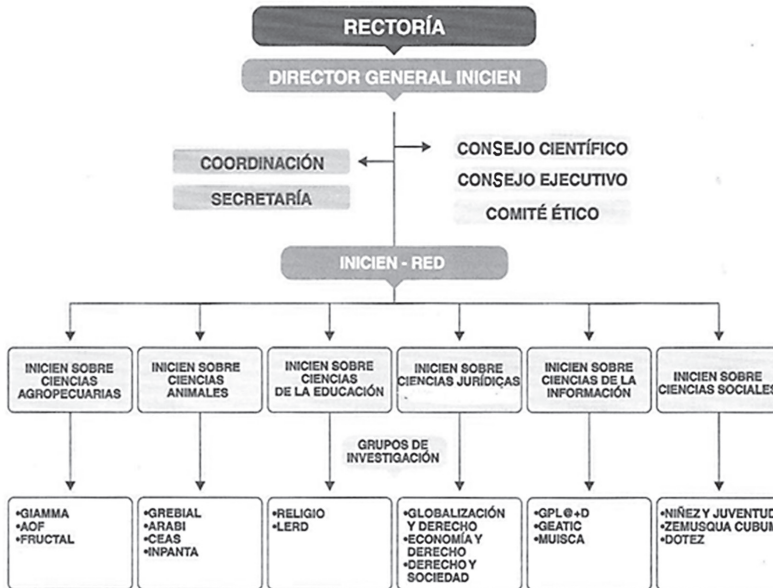 RECTORÍA
DIRECTOR GENERAL INICIEN
COORDINACIÓN
SECRETARÍA
CONSEJO CIENTÍFICO
CONSEJO EJECUTIVO
COMITÉ ÉTICO
INICIEN - RED
INICIEN SOBRE
CIENCIAS
AGROPECUARIAS
INICIEN SOBRE
CIENCIAS
ANIMALES
INICIEN SOBRE
CIENCIAS
DE LA EDUCACIÓN
INICIEN SOBRE
CIENCIAS JURÍDICAS
INICIEN SOBRE
CIENCIAS DE LA
INFORMACIÓN
INICIEN SOBRE
CIENCIAS SOCIALES
GRUPOS DE
INVESTIGACIÓN
•GIAMMA
•AOF
•FRUCTAL
•GREBIAL
•ARABI
•CEAS
•INPANTA
•RELIGIO
•LERD
•GLOBALIZACIÓN
Y DERECHO
•ECONOMÍA Y
DERECHO
•DERECHO Y
SOCIEDAD
•GPL@+D
•GEATIC
•MUISCA
•NIÑEZ Y JUVENTUD
•ZEMUSQUA CUBUM
•DOTEZ